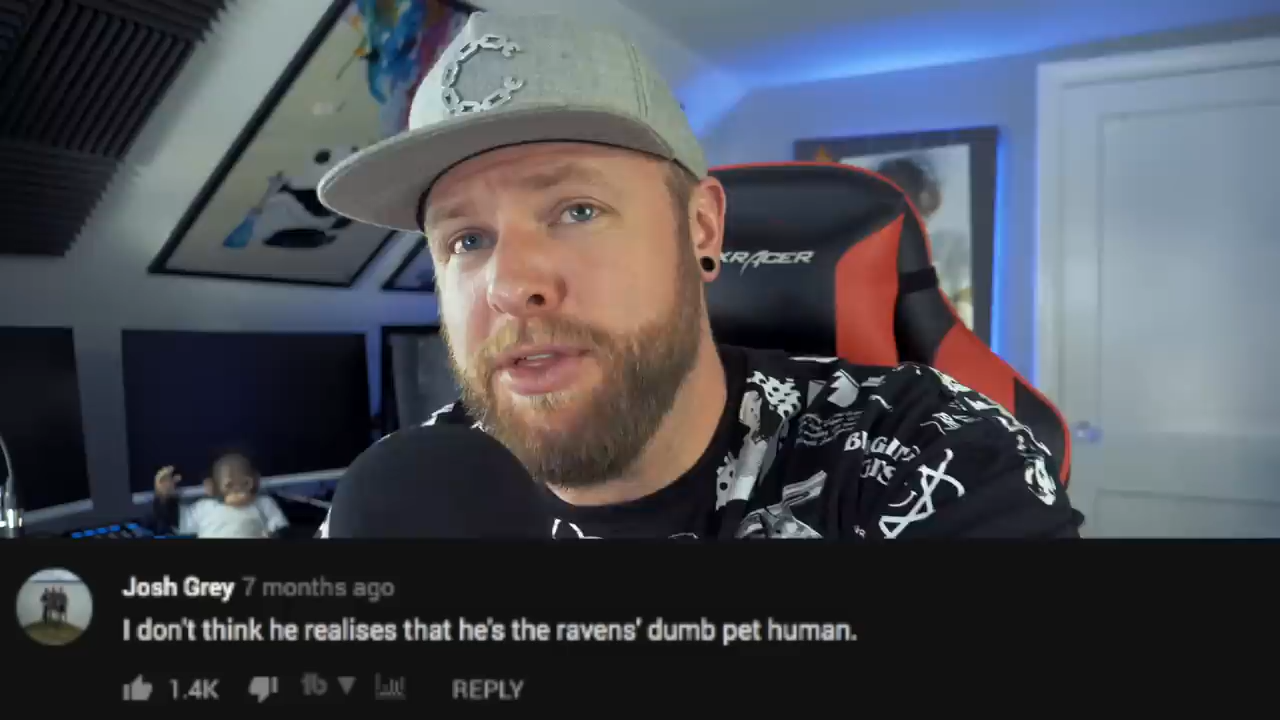 C
XRACER
Josh Grey 7 months ago
I don't think he realises that he's the ravens' dumb pet human.
1.4K
REPLY